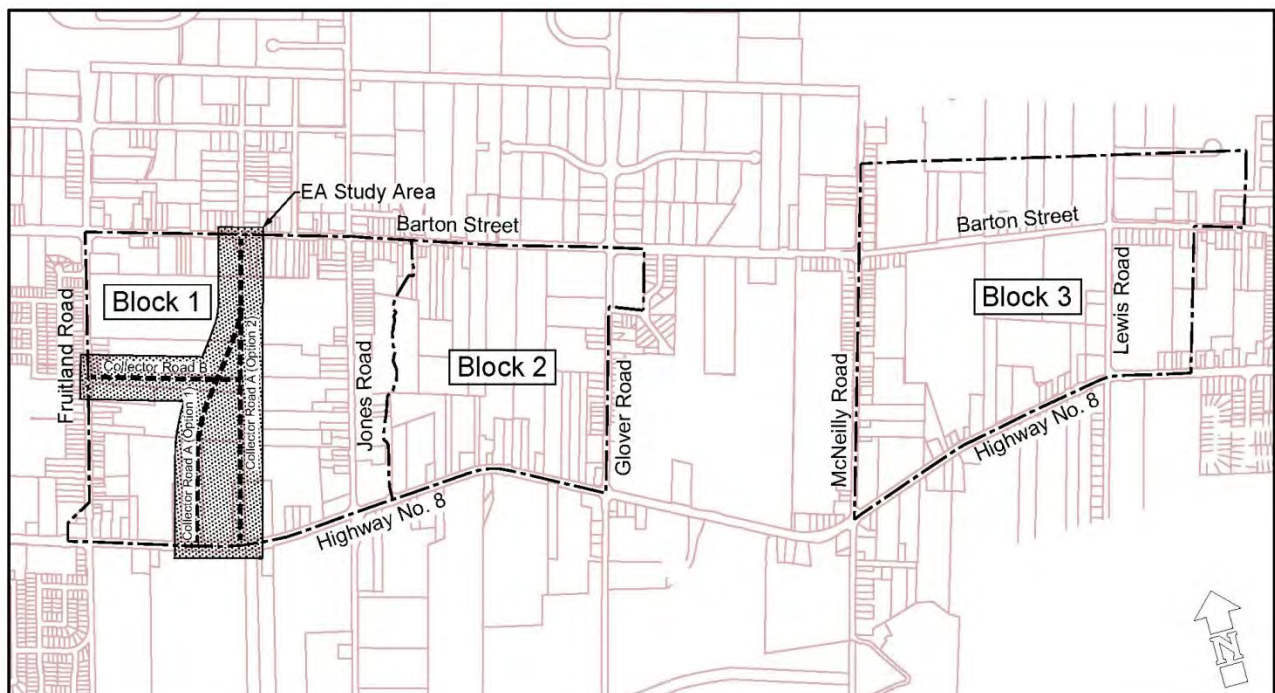 EA Study Area
Barton Street
Barton Street
Block 1
Fruitland Road
Collector Road B
Collector Road A (Option 1)
Collector Road A (Option 2)
Jones Road
Block 2
Glover Road
Highway No. 8
McNeilly Road
Block 3
Lewis Road
Highway No. 8
N